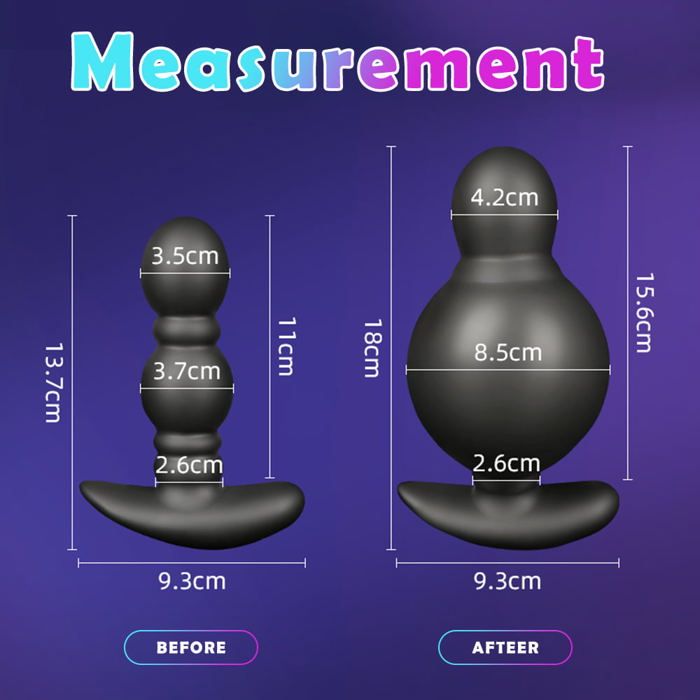 Measurement
3.5cm
3.7cm
2.6cm
13.7cm
11cm
9.3cm
BEFORE
4.2cm
8.5cm
2.6cm
18cm
15.6cm
9.3cm
AFTEER